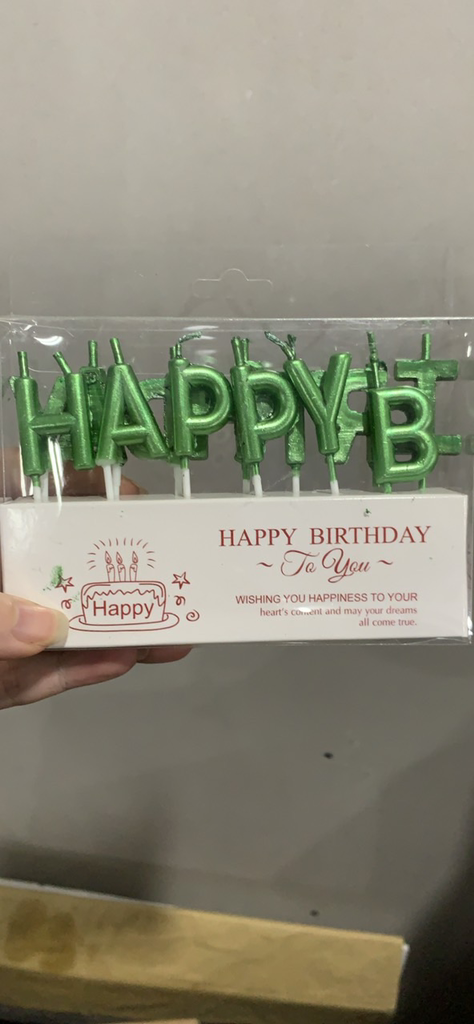 HAPPY B
HAPPY BIRTHDAY
~ To You ~
WISHING YOU HAPPINESS TO YOUR
heart's content and may your dreams
all come true.
Happy